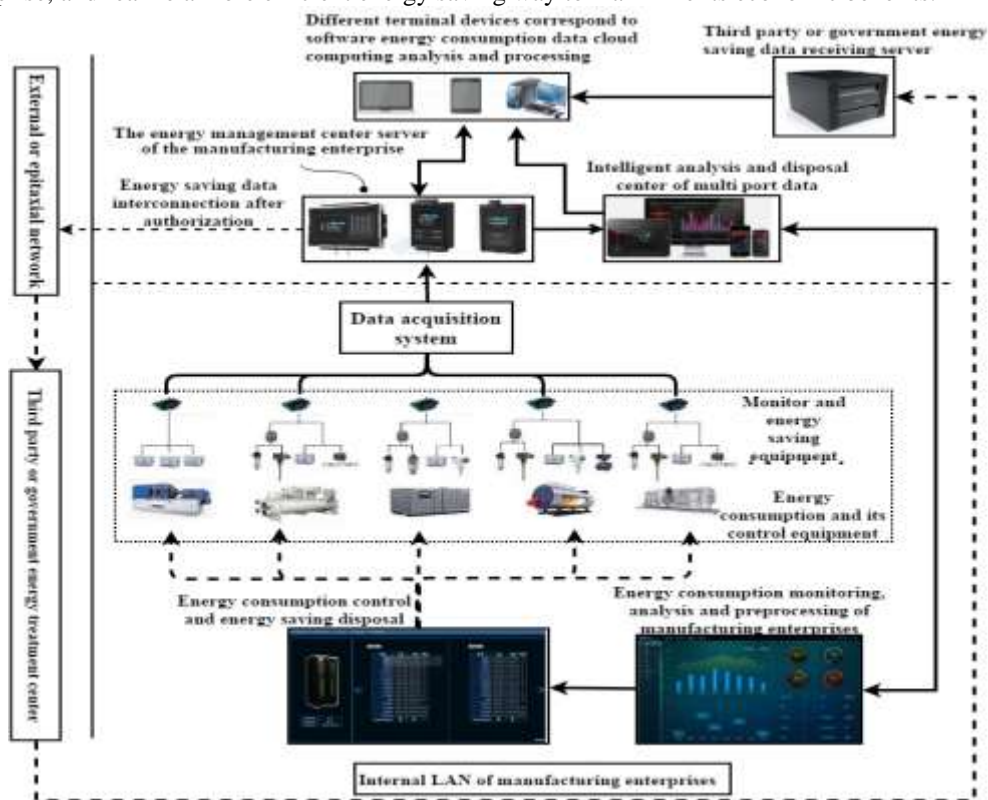 Different terminal devices correspond to
software energy consumption data cloud
computing analysis and processing
Third party or government energy
saving data receiving server
External or epitaxial network
The energy management center server
of the manufacturing enterprise
Energy saving data
interconnection after
authorization
Intelligent analysis and disposal
center of multi port data
Data acquisition
system
Third party or government energy treatment center
Monitor and
energy
saving
equipment
Energy
consumption and its
control equipment
Energy consumption control
and energy saving disposal
Energy consumption monitoring,
analysis and preprocessing of
manufacturing enterprises
Internal LAN of manufacturing enterprises